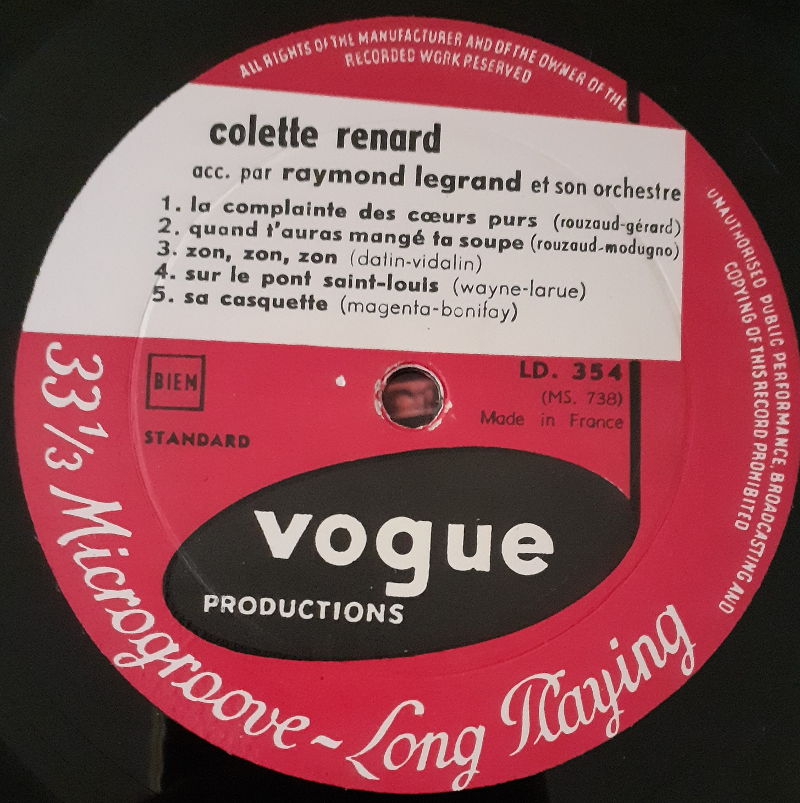 ALL RIGHTS OF THE MANUFACTURER AND OF THE OWNER OF THE
RECORDED WORK RESERVED
colette renard
acc. par raymond legrand et son orchestre
1. la complainte des cœurs purs (rouzaud-gérard)
2. quand t'auras mangé ta soupe (rouzaud-modugno)
3. zon, zon, zon (datin-vidalin)
4. sur le pont saint-louis (wayne-larue)
5. sa casquette (magenta-bonifay)
UNAUTHORISED PUBLIC PERFORMANCE, BROADCASTING AND
COPYING OF THIS RECORD PROHIBITED
BIEM
STANDARD
LD. 354
(MS. 738)
Made in France
vogue
PRODUCTIONS
33 1/3 Microgroove - Long Playing